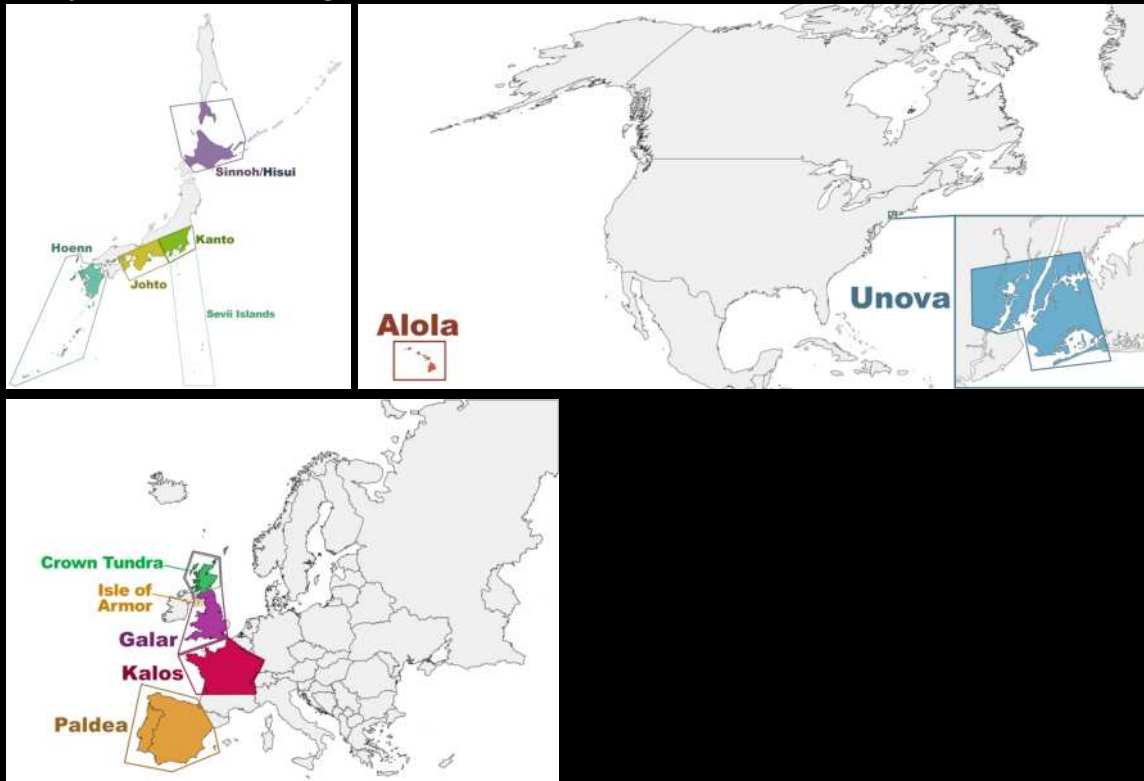 Sinnoh/Hisui
Hoenn
Kanto
Johto
Sevii Islands
Alola
Unova
Crown Tundra
Isle of
Armor
Galar
Kalos
Paldea